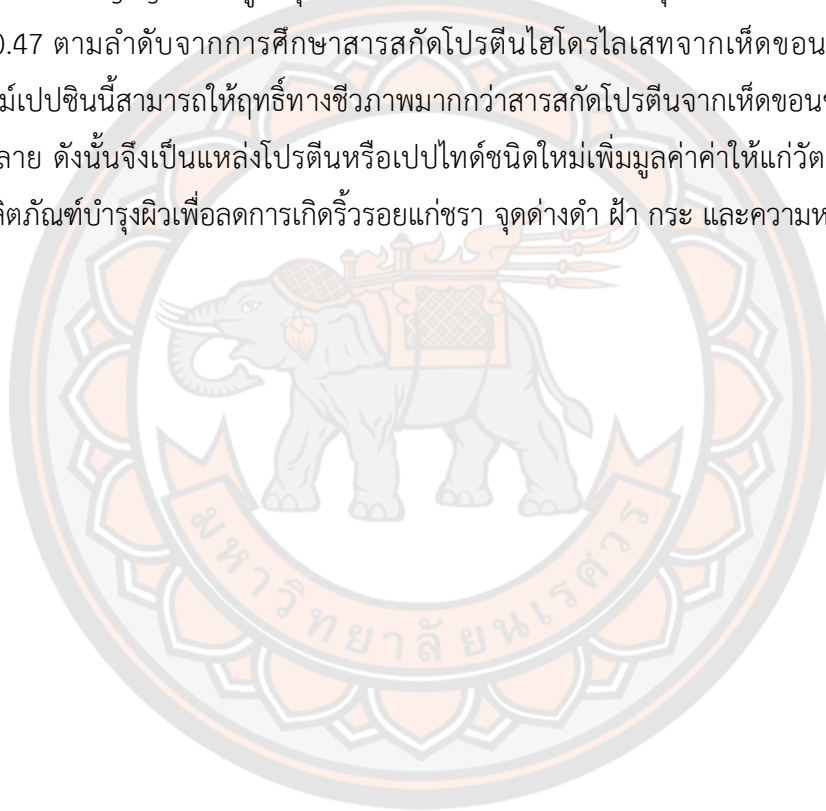 0.47 ตามลำดับจากการศึกษาสารสกัดโปรตีนไฮโดรไลเสทจากเห็ดขอน
ม์เปปซินนี้สามารถให้ฤทธิ์ทางชีวภาพมากกว่าสารสกัดโปรตีนจากเห็ดขอน
ลาย ดังนั้นจึงเป็นแหล่งโปรตีนหรือเปปไทด์ชนิดใหม่เพิ่มมูลค่าค่าให้แก่วัต
ลิตภัณฑ์บำรุงผิวเพื่อลดการเกิดริ้วรอยแก่ชรา จุดด่างดำ ฝ้า กระ และความห
มหาวิทยาลัยนเรศวร